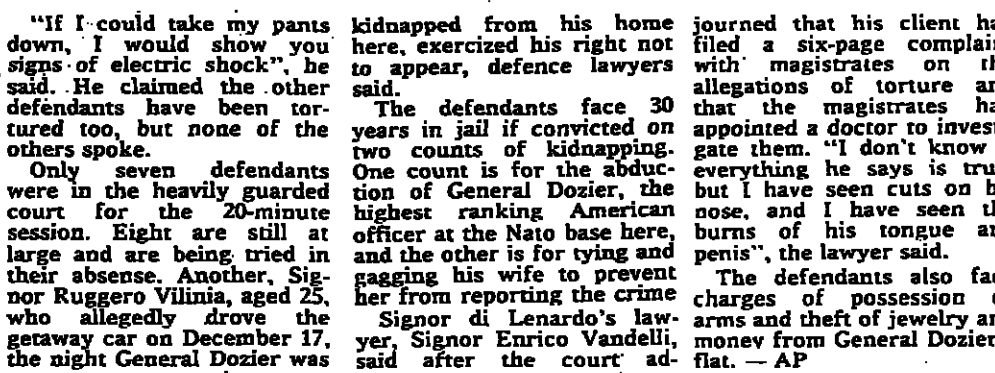 "If I could take my pants
down, I would show you
signs of electric shock", he
said. He claimed the other
defendants have been tor-
tured too, but none of the
others spoke.
Only seven defendants
were in the heavily guarded
court for the 20-minute
session. Eight are still at
large and are being tried in
their absense. Another, Sig-
nor Ruggero Vilinia, aged 25,
who allegedly drove the
getaway car on December 17,
the night General Dozier was
kidnapped from his home
here, exercized his right not
to appear, defence lawyers
said.
The defendants face 30
years in jail if convicted on
two counts of kidnapping.
One count is for the abduc-
tion of General Dozier, the
highest ranking American
officer at the Nato base here,
and the other is for tying and
gagging his wife to prevent
her from reporting the crime
Signor di Lenardo's law-
yer, Signor Enrico Vandelli,
said after the court ad-
journed that his client ha
filed a six-page complai
with magistrates on th
allegations of torture an
that the magistrates ha
appointed a doctor to invest
gate them. "I don't know
everything he says is tru
but I have seen cuts on h
nose, and I have seen th
burns of his tongue an
penis", the lawyer said.
The defendants also fac
charges of possession
arms and theft of jewelry an
money from General Dozier
flat. — AP